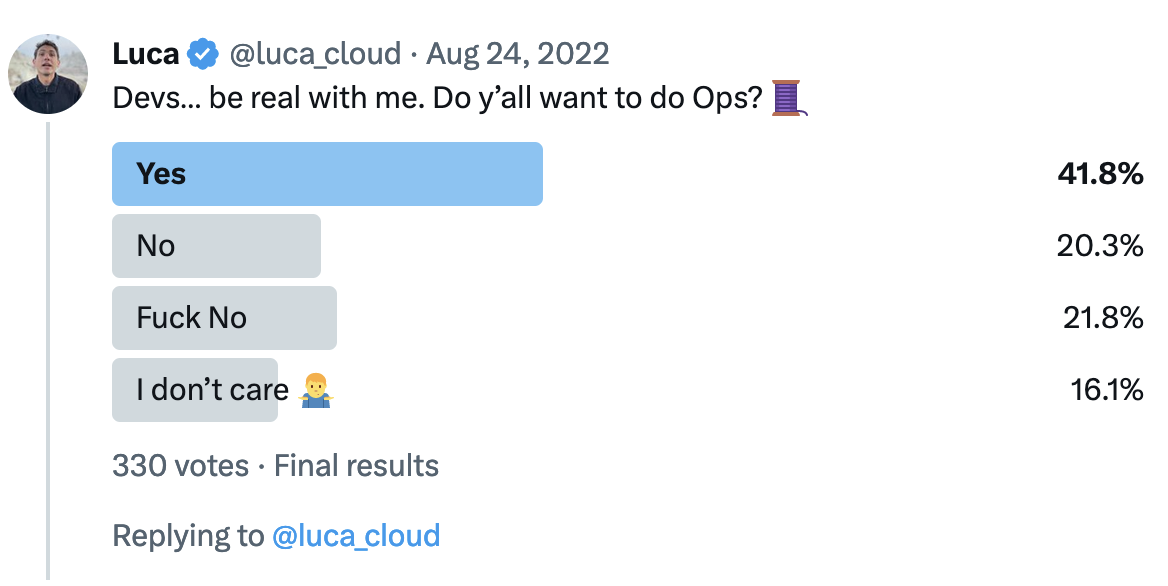 Luca @luca_cloud · Aug 24, 2022
Devs... be real with me. Do y’all want to do Ops? 🧵
Yes 41.8%
No 20.3%
Fuck No 21.8%
I don’t care 🤷‍♂️ 16.1%
330 votes · Final results
Replying to @luca_cloud